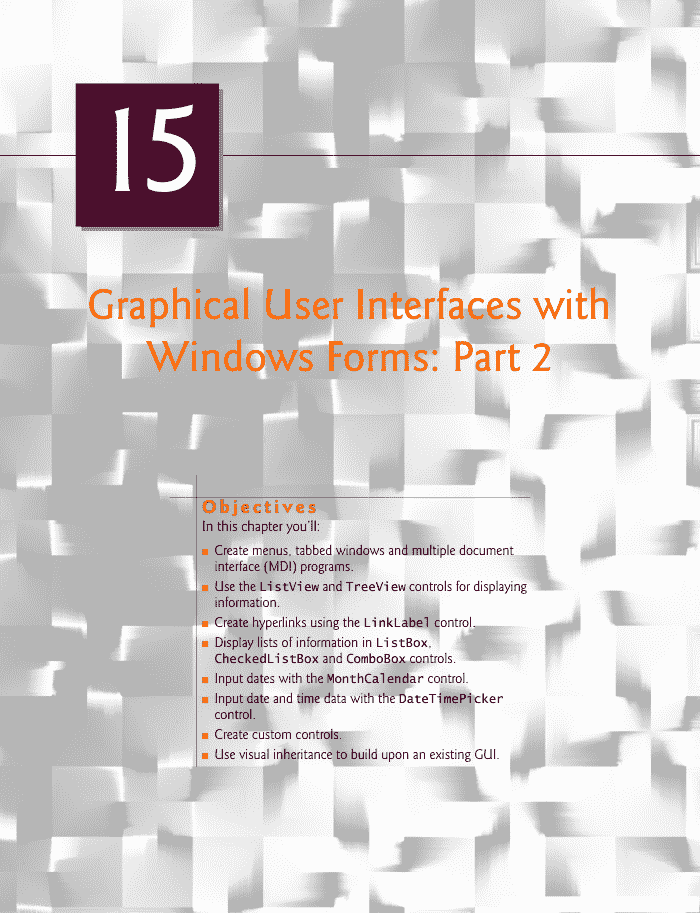 15
Graphical User Interfaces with
Windows Forms: Part 2
Objectives
In this chapter you'll:
■ Create menus, tabbed windows and multiple document
interface (MDI) programs.
■ Use the ListView and TreeView controls for displaying
information.
■ Create hyperlinks using the LinkLabel control.
■ Display lists of information in ListBox,
CheckedListBox and ComboBox controls.
■ Input dates with the MonthCalendar control.
■ Input date and time data with the DateTimePicker
control.
■ Create custom controls.
■ Use visual inheritance to build upon an existing GUI.